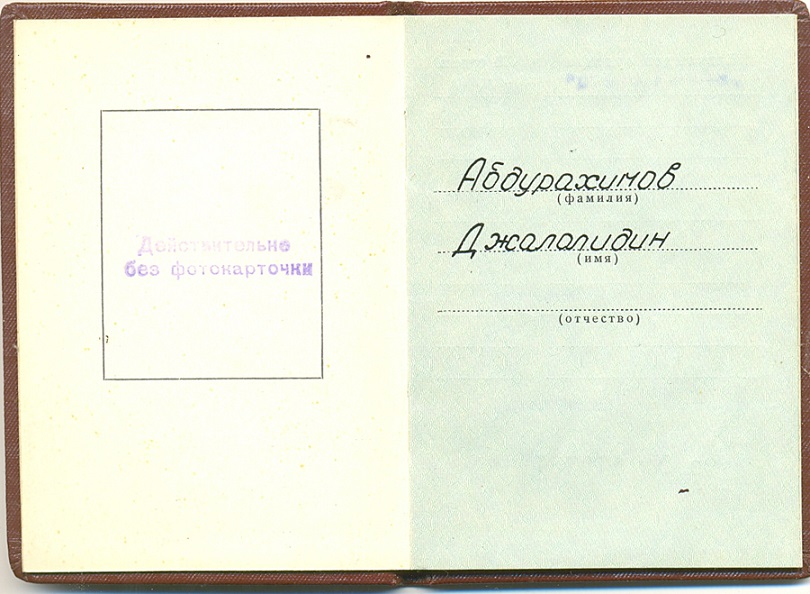 Действительно
без фотокарточки
Абдурахимов
(фамилия)
Джалалидин
(имя)
(отчество)